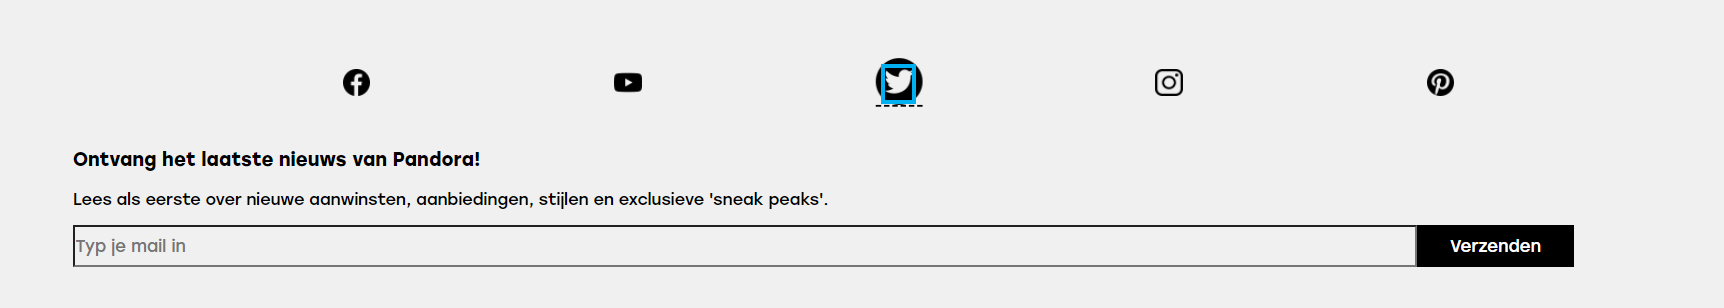 Ontvang het laatste nieuws van Pandora!
Lees als eerste over nieuwe aanwinsten, aanbiedingen, stijlen en exclusieve 'sneak peaks'.
Typ je mail in
Verzenden